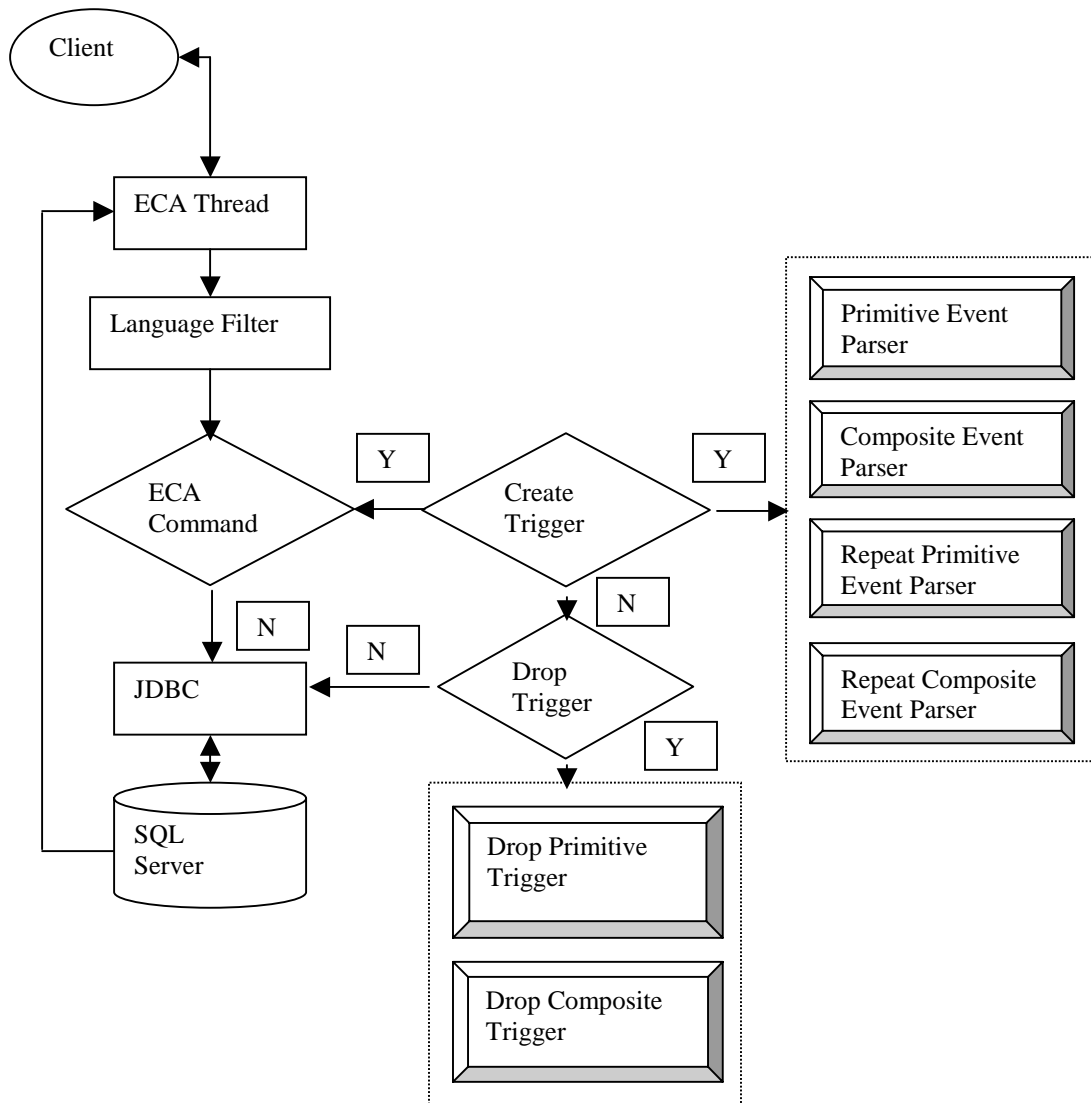 Client
ECA Thread
Language Filter
Primitive Event
Parser
Composite Event
Parser
Repeat Primitive
Event Parser
Repeat Composite
Event Parser
Y
Y
ECA
Command
Create
Trigger
N
N
N
JDBC
Drop
Trigger
Y
SQL
Server
Drop Primitive
Trigger
Drop Composite
Trigger